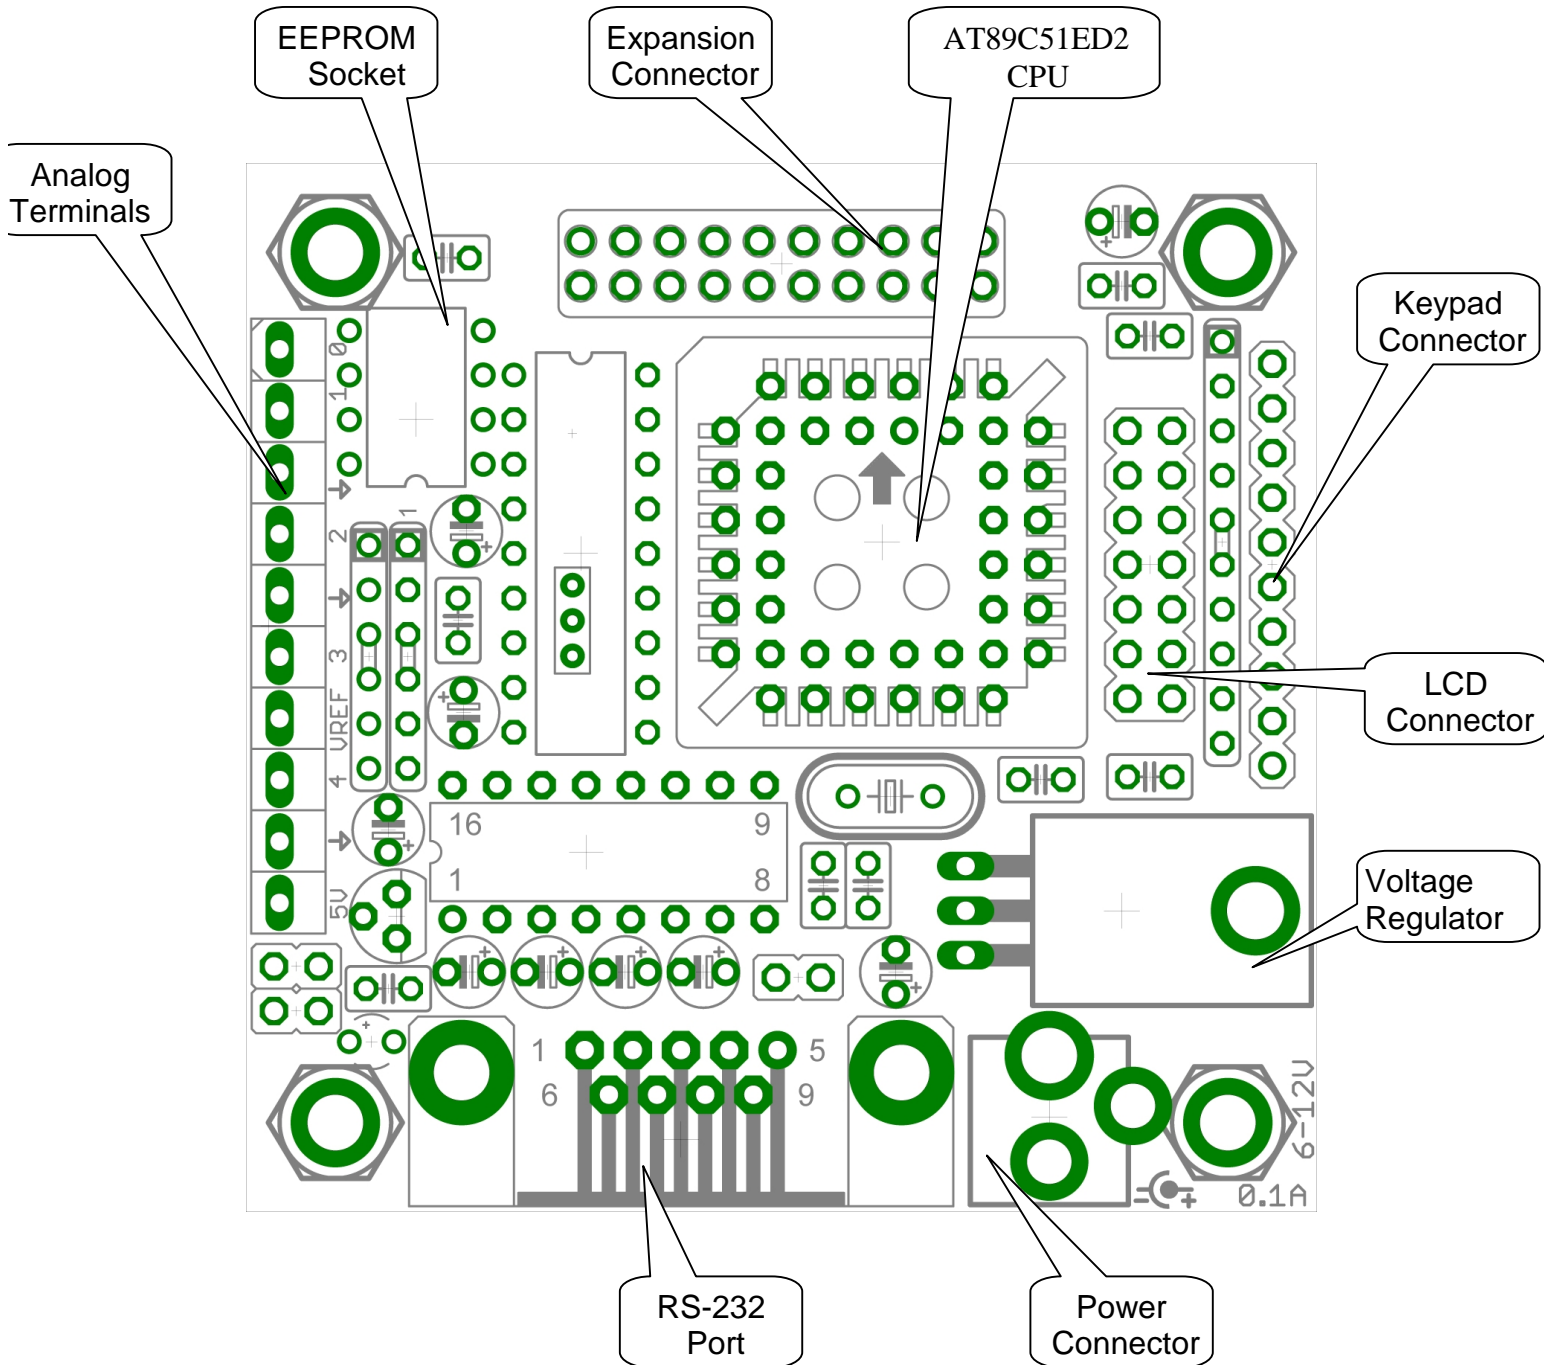 EEPROM
Socket
Expansion
Connector
AT89C51ED2
CPU
Analog
Terminals
Keypad
Connector
LCD
Connector
Voltage
Regulator
RS-232
Port
Power
Connector
0
1
2
3
VREF
4
5V
1
16
9
1
8
1
5
6
9
6-12V
0.1A